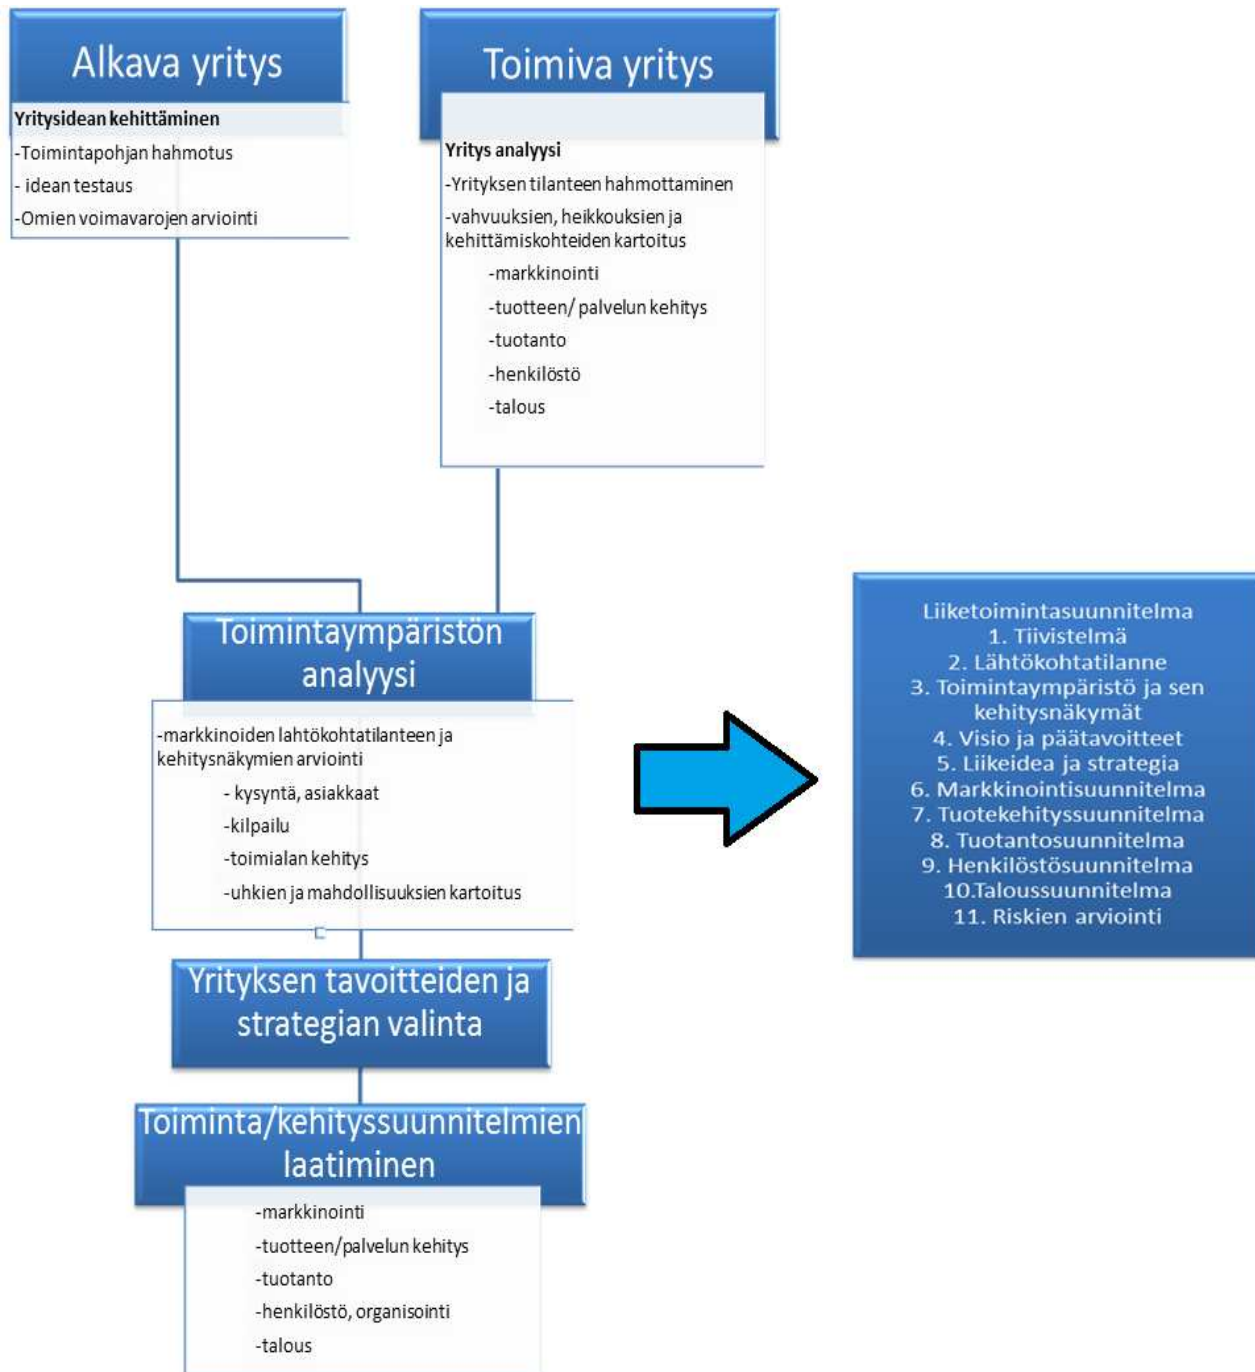 Alkava yritys
Yritysidean kehittäminen
-Toimintapohjan hahmotus
- idean testaus
-Omien voimavarojen arviointi
Toimiva yritys
Yritys analyysi
-Yrityksen tilanteen hahmottaminen
-vahvuuksien, heikkouksien ja
kehittämiskohteiden kartoitus
-markkinointi
-tuotteen/ palvelun kehitys
-tuotanto
-henkilöstö
-talous
Toimintaympäristön
analyysi
-markkinoiden lähtökohtatilanteen ja
kehitysnäkymien arviointi
- kysyntä, asiakkaat
-kilpailu
-toimialan kehitys
-uhkien ja mahdollisuuksien kartoitus
Yrityksen tavoitteiden ja
strategian valinta
Toiminta/kehityssuunnitelmien
laatiminen
-markkinointi
-tuotteen/palvelun kehitys
-tuotanto
-henkilöstö, organisointi
-talous
Liiketoimintasuunnitelma
1. Tiivistelmä
2. Lähtökohtatilanne
3. Toimintaympäristö ja sen
kehitysnäkymät
4. Visio ja päätavoitteet
5. Liikeidea ja strategia
6. Markkinointisuunnitelma
7. Tuotekehityssuunnitelma
8. Tuotantosuunnitelma
9. Henkilöstösuunnitelma
10.Taloussuunnitelma
11. Riskien arviointi